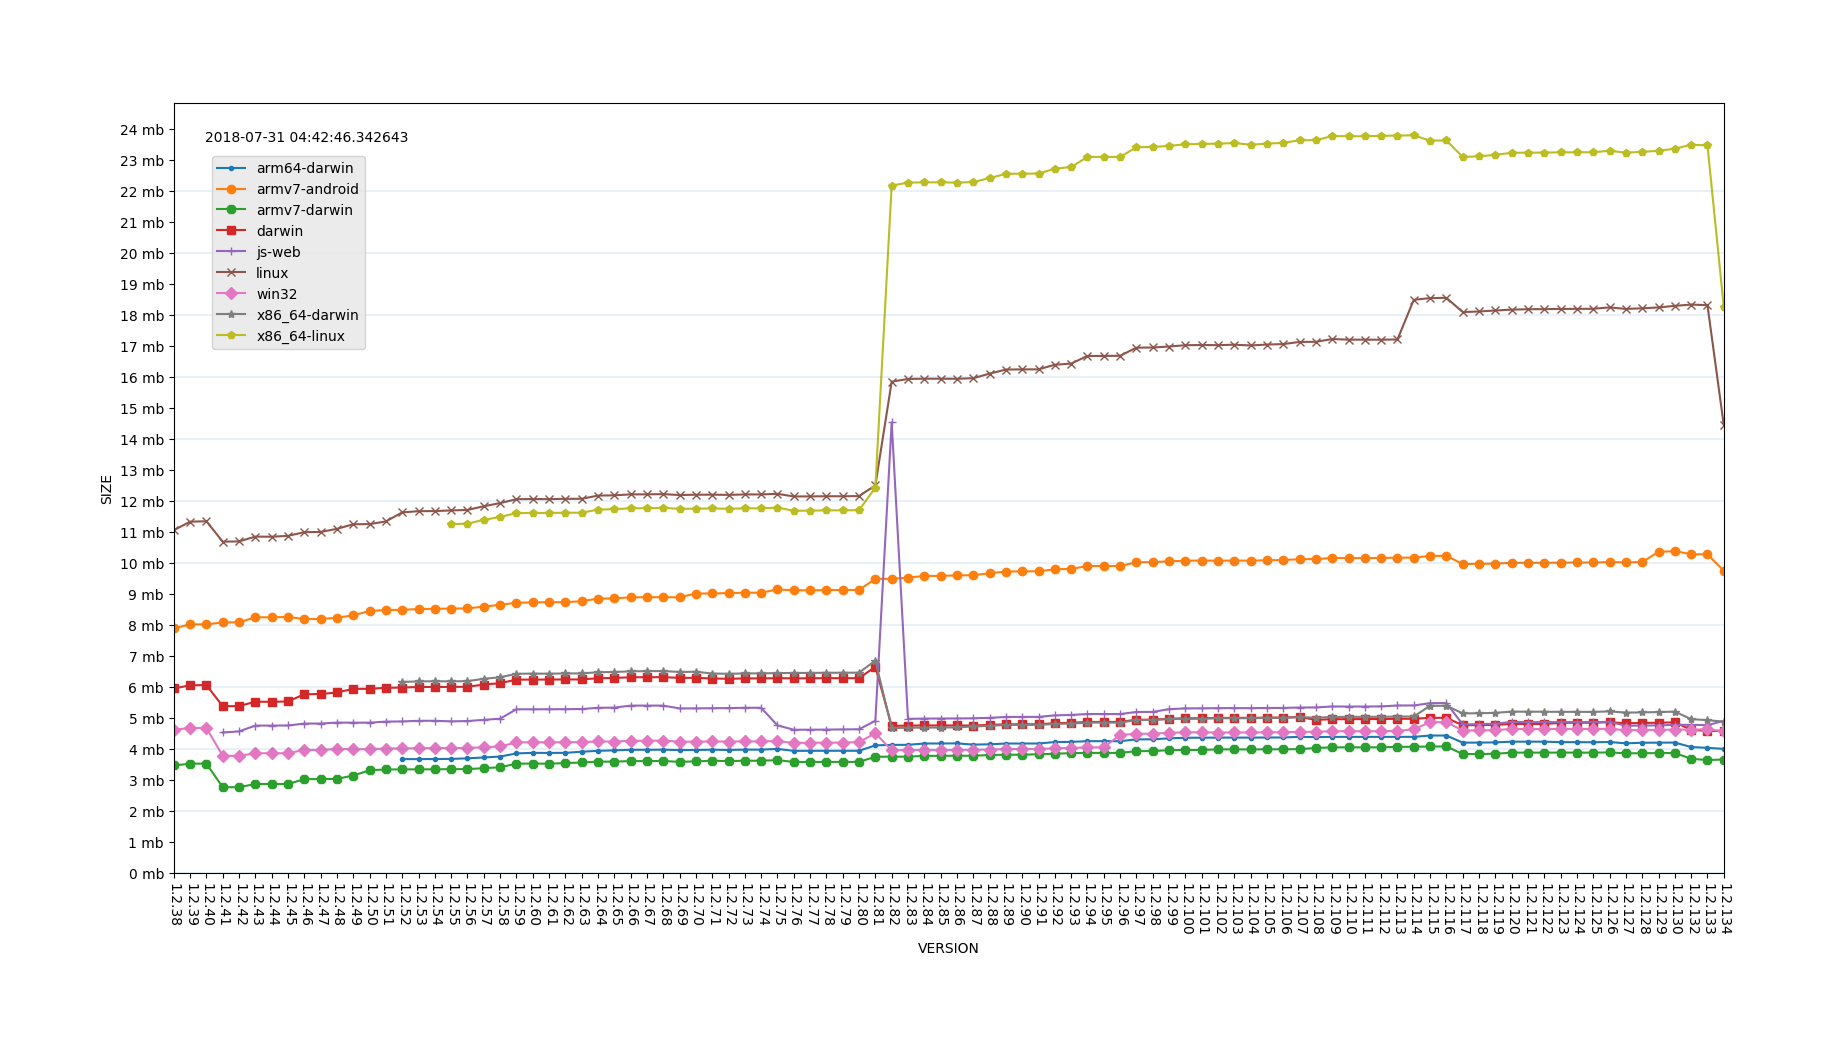 24 mb
23 mb
22 mb
21 mb
20 mb
19 mb
18 mb
17 mb
16 mb
15 mb
14 mb
13 mb
12 mb
11 mb
10 mb
9 mb
8 mb
7 mb
6 mb
5 mb
4 mb
3 mb
2 mb
1 mb
0 mb
SIZE
2018-07-31 04:42:46.342643
arm64-darwin
armv7-android
armv7-darwin
darwin
js-web
linux
win32
x86_64-darwin
x86_64-linux
1.2.38
1.2.39
1.2.40
1.2.41
1.2.42
1.2.43
1.2.44
1.2.45
1.2.46
1.2.47
1.2.48
1.2.49
1.2.50
1.2.51
1.2.52
1.2.53
1.2.54
1.2.55
1.2.56
1.2.57
1.2.58
1.2.59
1.2.60
1.2.61
1.2.62
1.2.63
1.2.64
1.2.65
1.2.66
1.2.67
1.2.68
1.2.69
1.2.70
1.2.71
1.2.72
1.2.73
1.2.74
1.2.75
1.2.76
1.2.77
1.2.78
1.2.79
1.2.80
1.2.81
1.2.82
1.2.83
1.2.84
1.2.85
1.2.86
1.2.87
1.2.88
1.2.89
1.2.90
1.2.91
1.2.92
1.2.93
1.2.94
1.2.95
1.2.96
1.2.97
1.2.98
1.2.99
1.2.100
1.2.101
1.2.102
1.2.103
1.2.104
1.2.105
1.2.106
1.2.107
1.2.108
1.2.109
1.2.110
1.2.111
1.2.112
1.2.113
1.2.114
1.2.115
1.2.116
1.2.117
1.2.118
1.2.119
1.2.120
1.2.121
1.2.122
1.2.123
1.2.124
1.2.125
1.2.126
1.2.127
1.2.128
1.2.129
1.2.130
1.2.132
1.2.133
1.2.134
VERSION